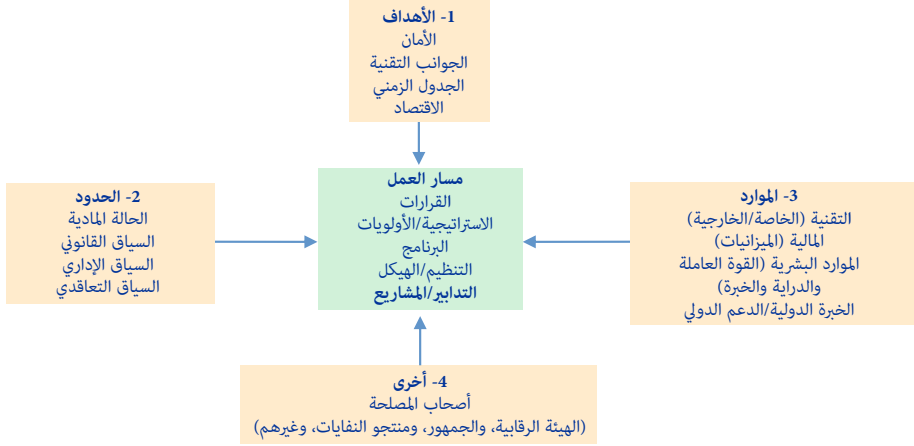 1- الأهداف
الأمان
الجوانب التقنية
الجدول الزمني
الاقتصاد
مسار العمل
القرارات
الاستراتيجية/الأولويات
البرنامج
التنظيم/الهيكل
التدابير/المشاريع
2- الحدود
الحالة المادية
السياق القانوني
السياق الإداري
السياق التعاقدي
3- الموارد
التقنية (الخاصة/الخارجية)
المالية (الميزانيات)
الموارد البشرية (القوة العاملة
والدراية والخبرة)
الخبرة الدولية/الدعم الدولي
4- أخرى
أصحاب المصلحة
(الهيئة الرقابية، والجمهور، ومنتجو النفايات، وغيرهم)